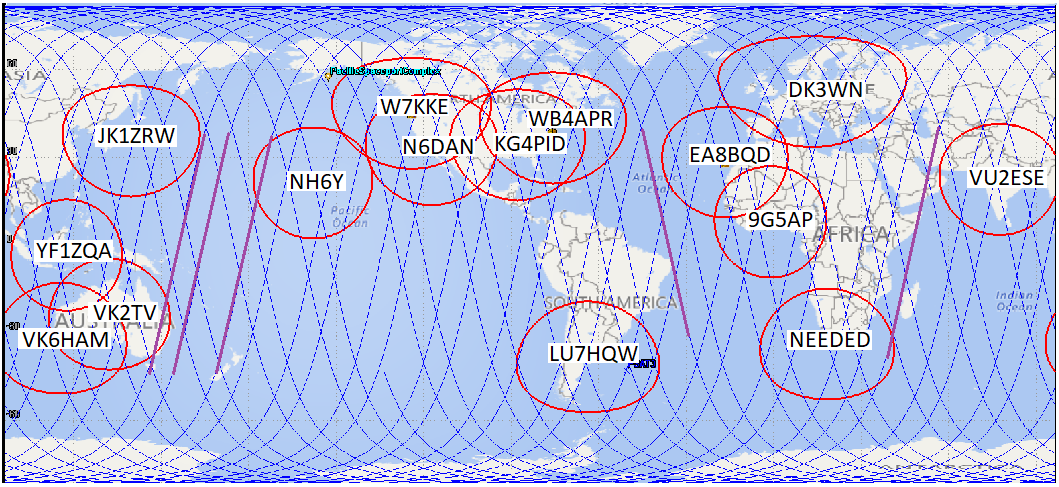 ASIA
W7KKE
DK3WN
WB4APR
JK1ZRW
N6DAN
KG4PID
EA8BQD
NH6Y
VU2ESE
Atlantic
Ocean
Pacific
Ocean
9G5AP
AFRICA
YF1ZQA
Indian
Ocean
SOUTH AMERICA
VK2TV
AUSTRALIA
VK6HAM
NEEDED
LU7HQW